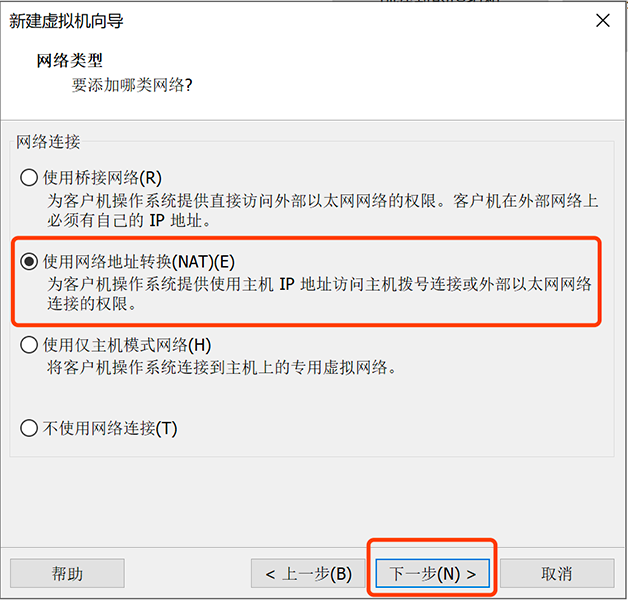 新建虚拟机向导
网络类型
要添加哪类网络?
网络连接
使用桥接网络(R)
为客户机操作系统提供直接访问外部以太网网络的权限。客户机在外部网络上
必须有自己的 IP 地址。
使用网络地址转换(NAT)(E)
为客户机操作系统提供使用主机 IP 地址访问主机拨号连接或外部以太网网络
连接的权限。
使用仅主机模式网络(H)
将客户机操作系统连接到主机上的专用虚拟网络。
不使用网络连接(T)
帮助
< 上一步(B)
下一步(N) >
取消